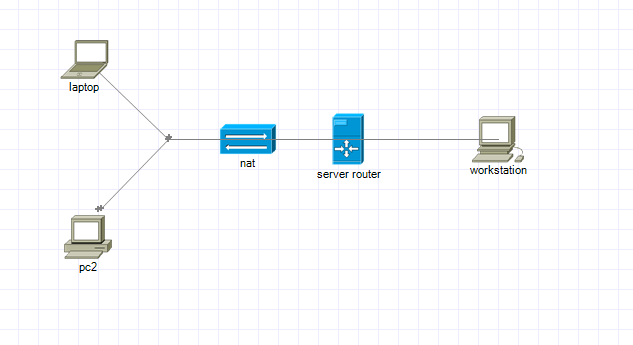 laptop
nat
server router
workstation
pc2